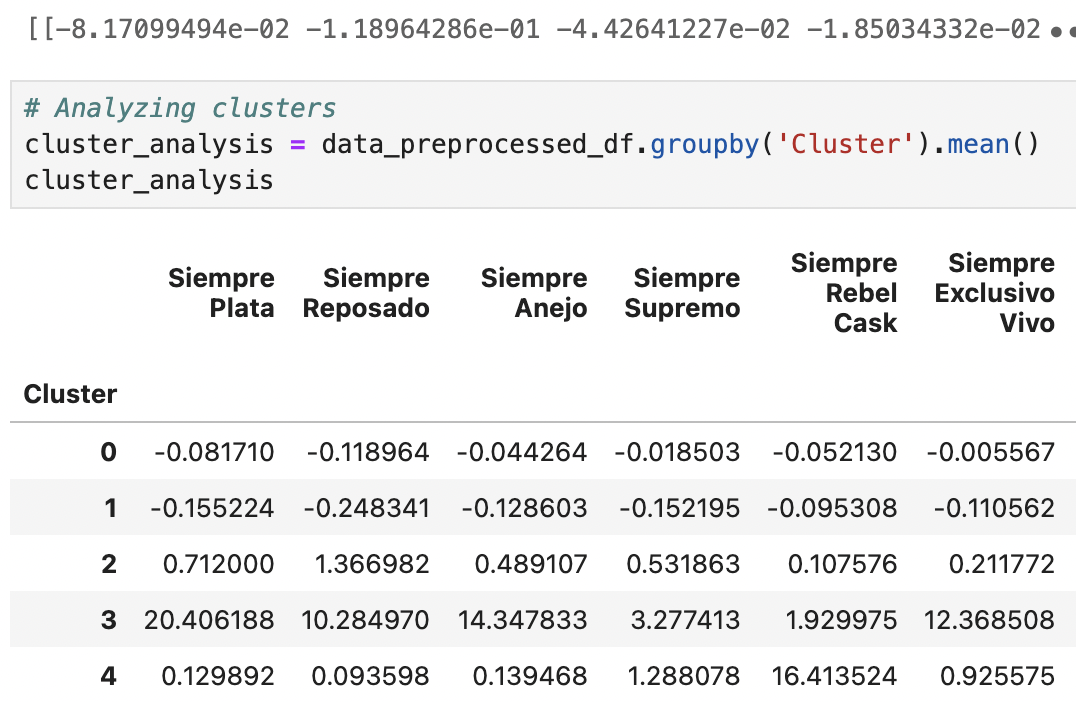 [[-8.17099494e-02 -1.18964286e-01 -4.42641227e-02 -1.85034332e-02
# Analyzing clusters
cluster_analysis = data_preprocessed_df.groupby('Cluster').mean()
cluster_analysis
Siempre Plata Siempre Reposado Siempre Anejo Siempre Supremo Siempre Rebel Cask Siempre Exclusivo Vivo
Cluster
0 -0.081710 -0.118964 -0.044264 -0.018503 -0.052130 -0.005567
1 -0.155224 -0.248341 -0.128603 -0.152195 -0.095308 -0.110562
2 0.712000 1.366982 0.489107 0.531863 0.107576 0.211772
3 20.406188 10.284970 14.347833 3.277413 1.929975 12.368508
4 0.129892 0.093598 0.139468 1.288078 16.413524 0.925575